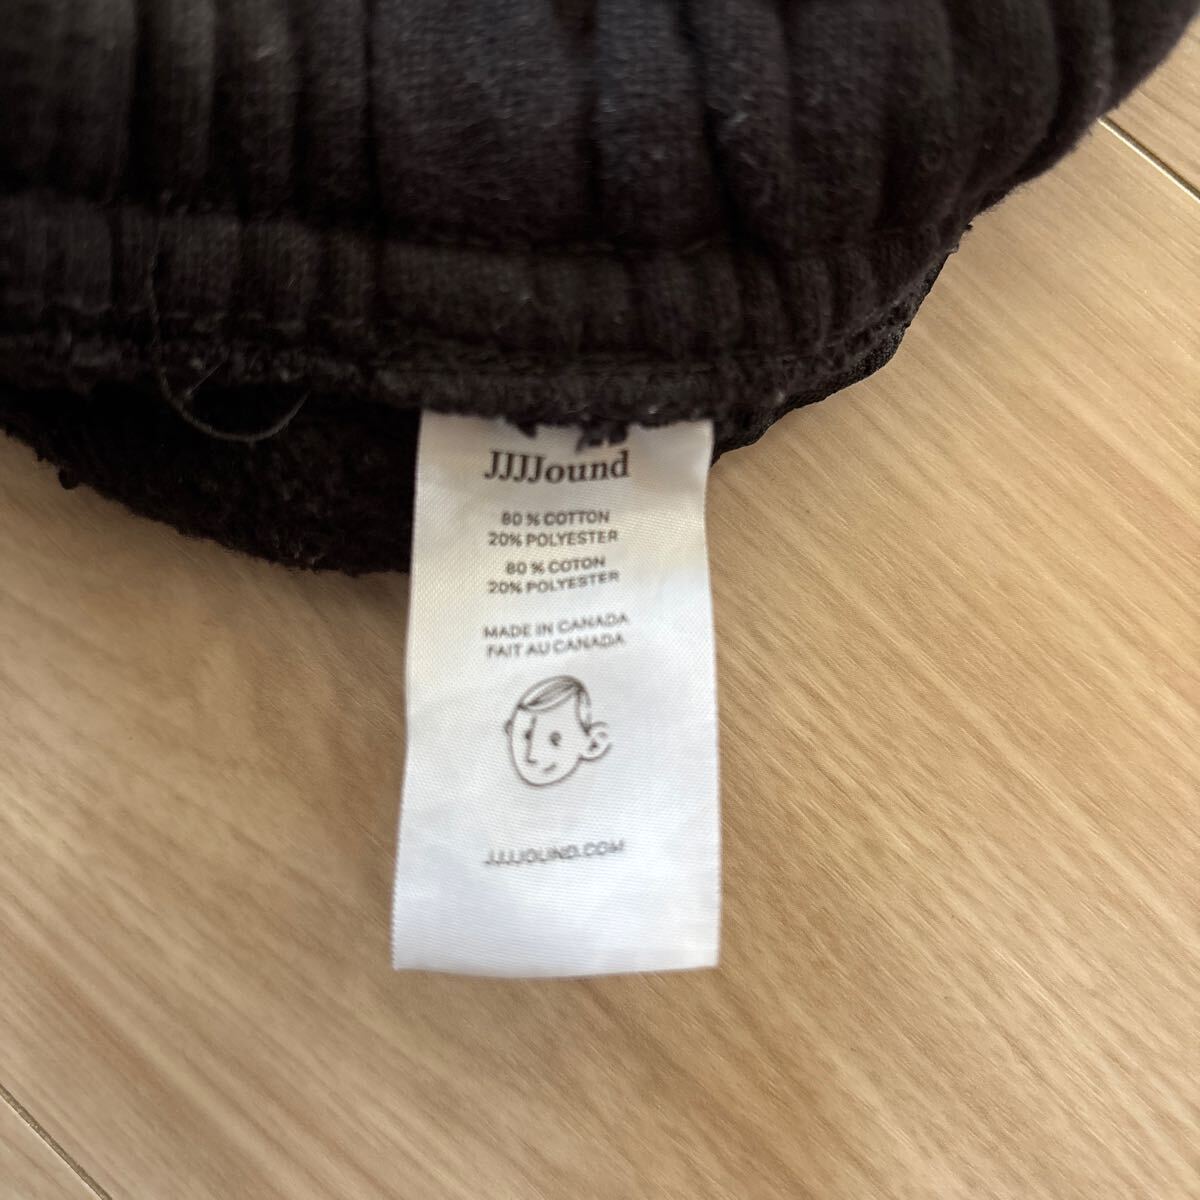 JJJJound
80 % COTTON
20% POLYESTER
80 % COTON
20% POLYESTER
MADE IN CANADA
FAIT AU CANADA
JJJJOUND.COM